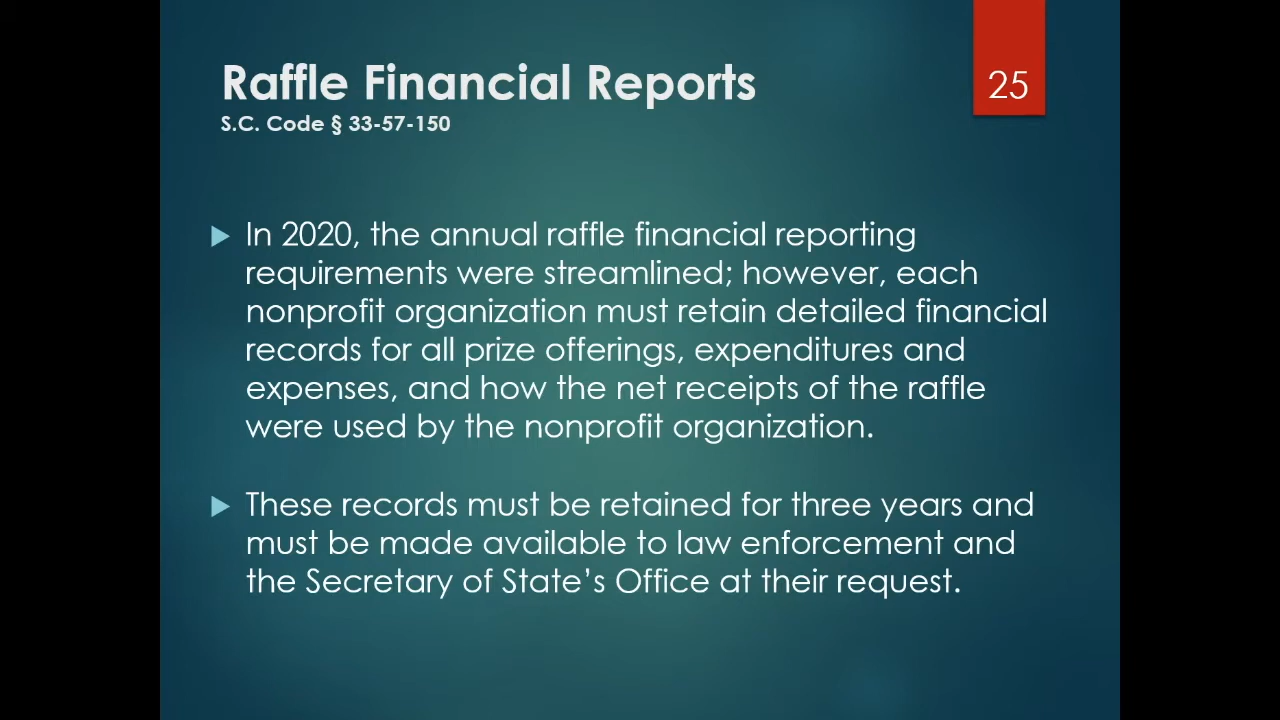 Raffle Financial Reports
25
S.C. Code § 33-57-150
In 2020, the annual raffle financial reporting
requirements were streamlined; however, each
nonprofit organization must retain detailed financial
records for all prize offerings, expenditures and
expenses, and how the net receipts of the raffle
were used by the nonprofit organization.
These records must be retained for three years and
must be made available to law enforcement and
the Secretary of State’s Office at their request.